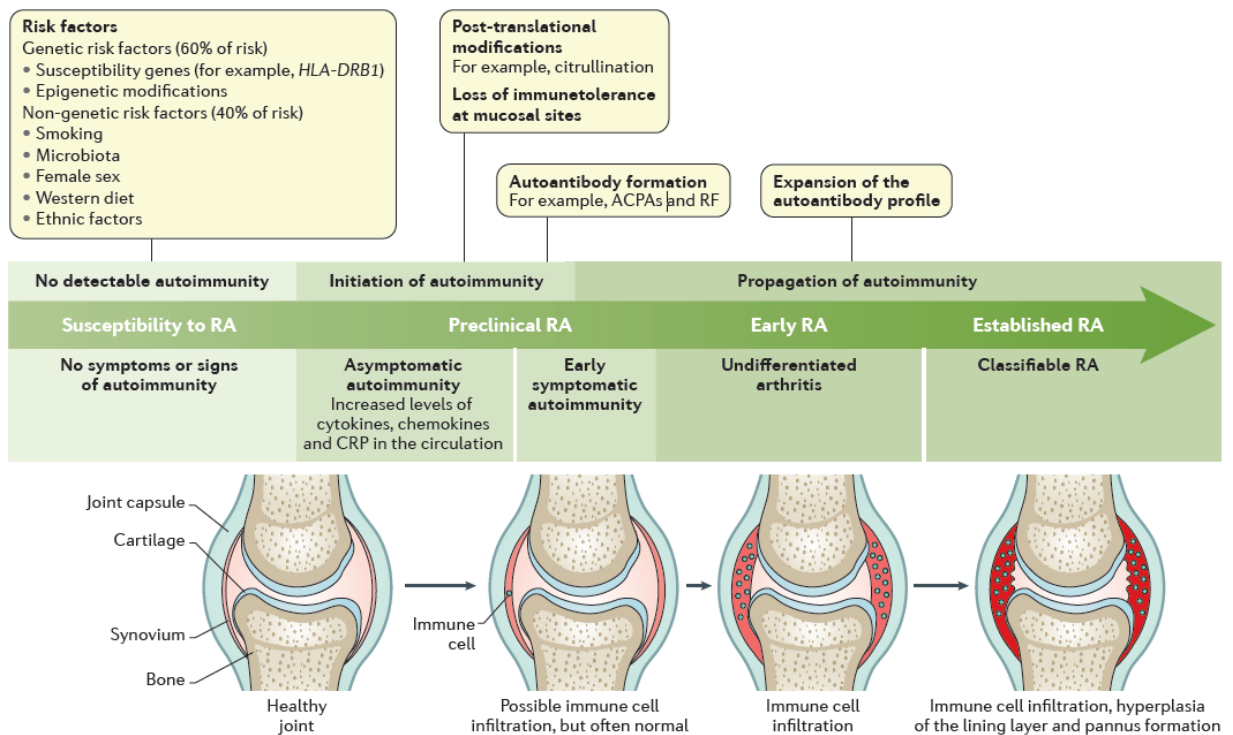 Risk factors
Genetic risk factors (60% of risk)
• Susceptibility genes (for example, HLA-DRB1)
• Epigenetic modifications
Non-genetic risk factors (40% of risk)
• Smoking
• Microbiota
• Female sex
• Western diet
• Ethnic factors
Post-translational
modifications
For example, citrullination
Loss of immunetolerance
at mucosal sites
Autoantibody formation
For example, ACPAs and RF
Expansion of the
autoantibody profile
No detectable autoimmunity
Initiation of autoimmunity
Propagation of autoimmunity
Susceptibility to RA
Preclinical RA
Early RA
Established RA
No symptoms or signs
of autoimmunity
Asymptomatic
autoimmunity
Increased levels of
cytokines, chemokines
and CRP in the circulation
Early
symptomatic
autoimmunity
Undifferentiated
arthritis
Classifiable RA
Joint capsule
Cartilage
Synovium
Bone
Immune
cell
Healthy
joint
Possible immune cell
infiltration, but often normal
Immune cell
infiltration
Immune cell infiltration, hyperplasia
of the lining layer and pannus formation